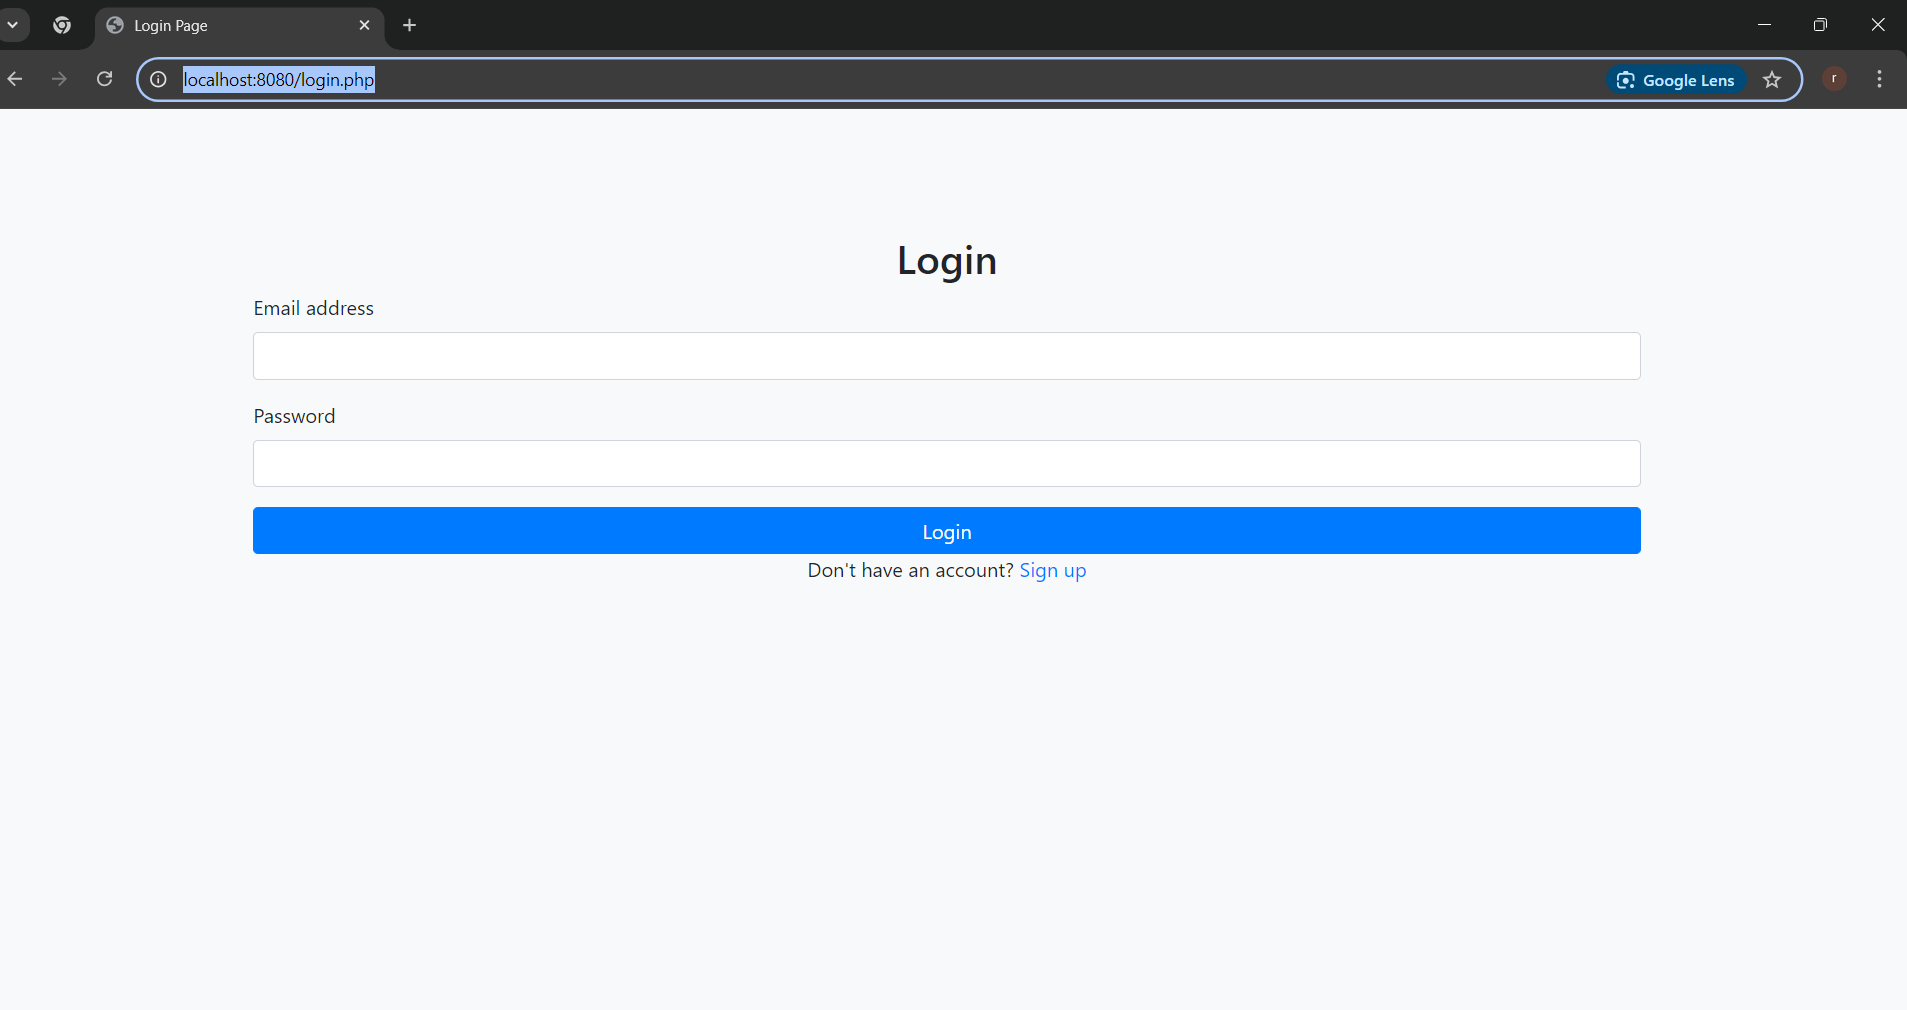 Login Page
localhost:8080/login.php
Google Lens
r
Login
Email address
Password
Login
Don't have an account? Sign up